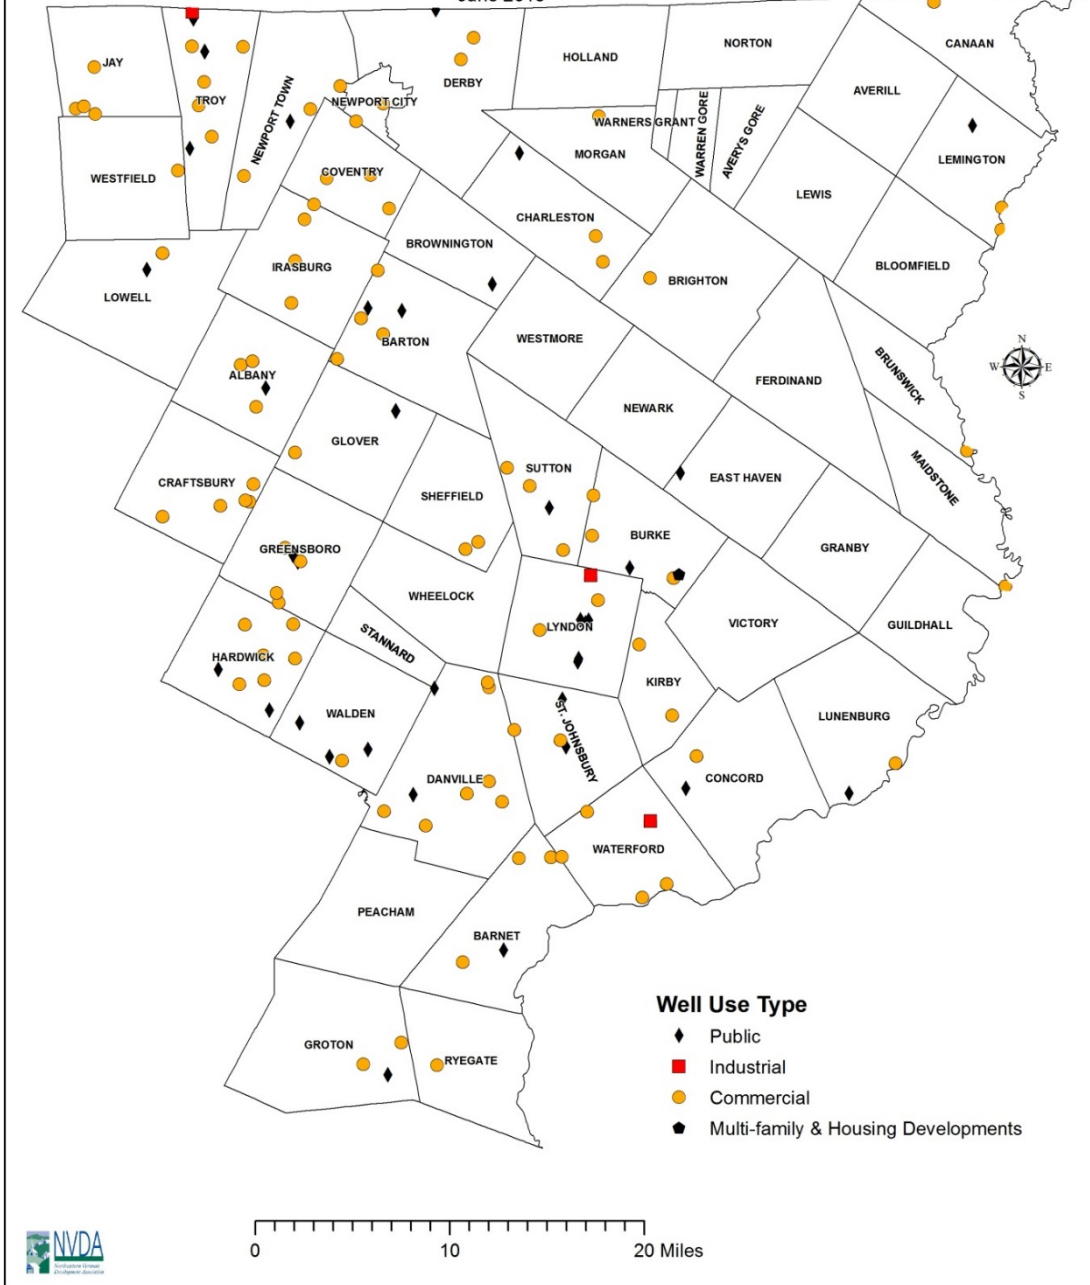 CANAAN
NORTON
HOLLAND
JAY
DERBY
AVERILL
TROY
NEWPORT CITY
NEWPORT TOWN
WARNERS GRANT
WARREN GORE
AVERYS GORE
MORGAN
LEMINGTON
WESTFIELD
COVENTRY
LEWIS
CHARLESTON
BROWNINGTON
IRASBURG
BLOOMFIELD
BRIGHTON
LOWELL
BARTON
WESTMORE
N
W
E
S
BRUNSWICK
ALBANY
FERDINAND
NEWARK
GLOVER
SUTTON
EAST HAVEN
MAIDSTONE
CRAFTSBURY
SHEFFIELD
BURKE
GREENSBORO
GRANBY
WHEELOCK
LYNDON
VICTORY
GUILDHALL
STANNARD
HARDWICK
KIRBY
WALDEN
ST. JOHNSBURY
LUNENBURG
DANVILLE
CONCORD
WATERFORD
PEACHAM
BARNET
GROTON
RYEGATE
Well Use Type
Public
Industrial
Commercial
Multi-family & Housing Developments
NVDA
0 10 20 Miles